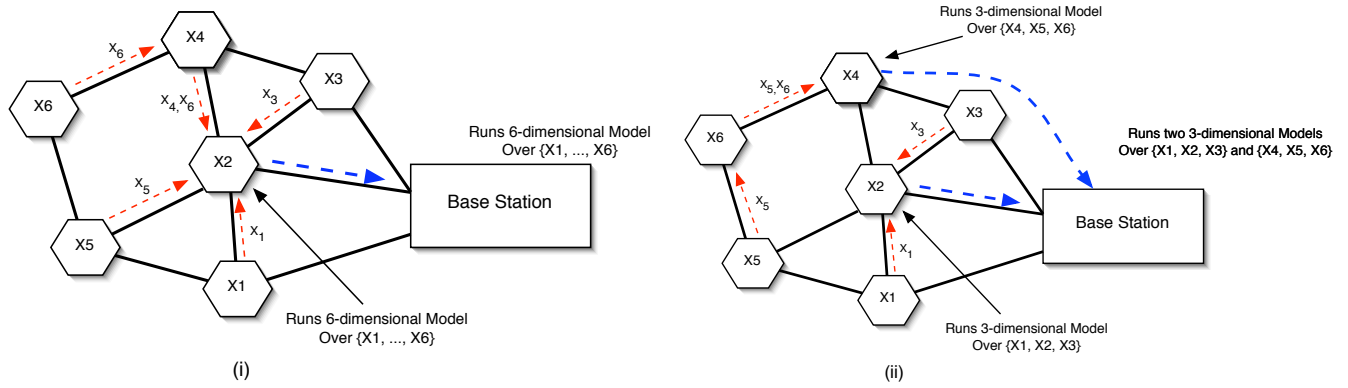 X4
X6
X6
X3
X3
X4,X6
X2
Runs 6-dimensional Model
Over {X1, ..., X6}
Base Station
X5
X5
X1
X1
Runs 6-dimensional Model
Over {X1, ..., X6}
(i)
Runs 3-dimensional Model
Over {X4, X5, X6}
X4
X5,X6
X3
X6
X3
Runs two 3-dimensional Models
Over {X1, X2, X3} and {X4, X5, X6}
X2
X5
Base Station
X5
X1
X1
Runs 3-dimensional Model
Over {X1, X2, X3}
(ii)